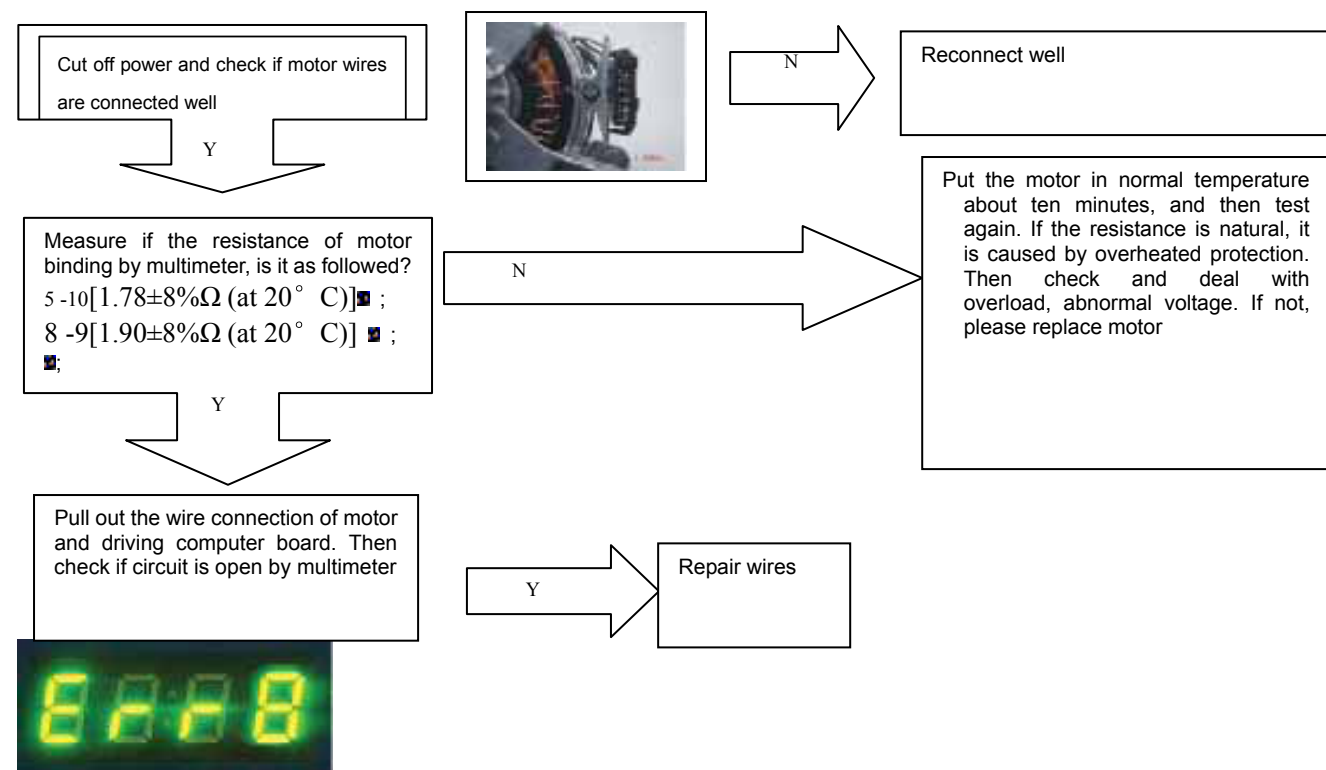 Cut off power and check if motor wires
are connected well
N
Reconnect well
Y
Put the motor in normal temperature
about ten minutes, and then test
again. If the resistance is natural, it
is caused by overheated protection.
Then check and deal with
overload, abnormal voltage. If not,
please replace motor
Measure if the resistance of motor
binding by multimeter, is it as followed?
5 -10[1.78±8%Ω (at 20° C)] ;
8 -9[1.90±8%Ω (at 20° C)] ;
;
N
Y
Pull out the wire connection of motor
and driving computer board. Then
check if circuit is open by multimeter
Y
Repair wires
Err8